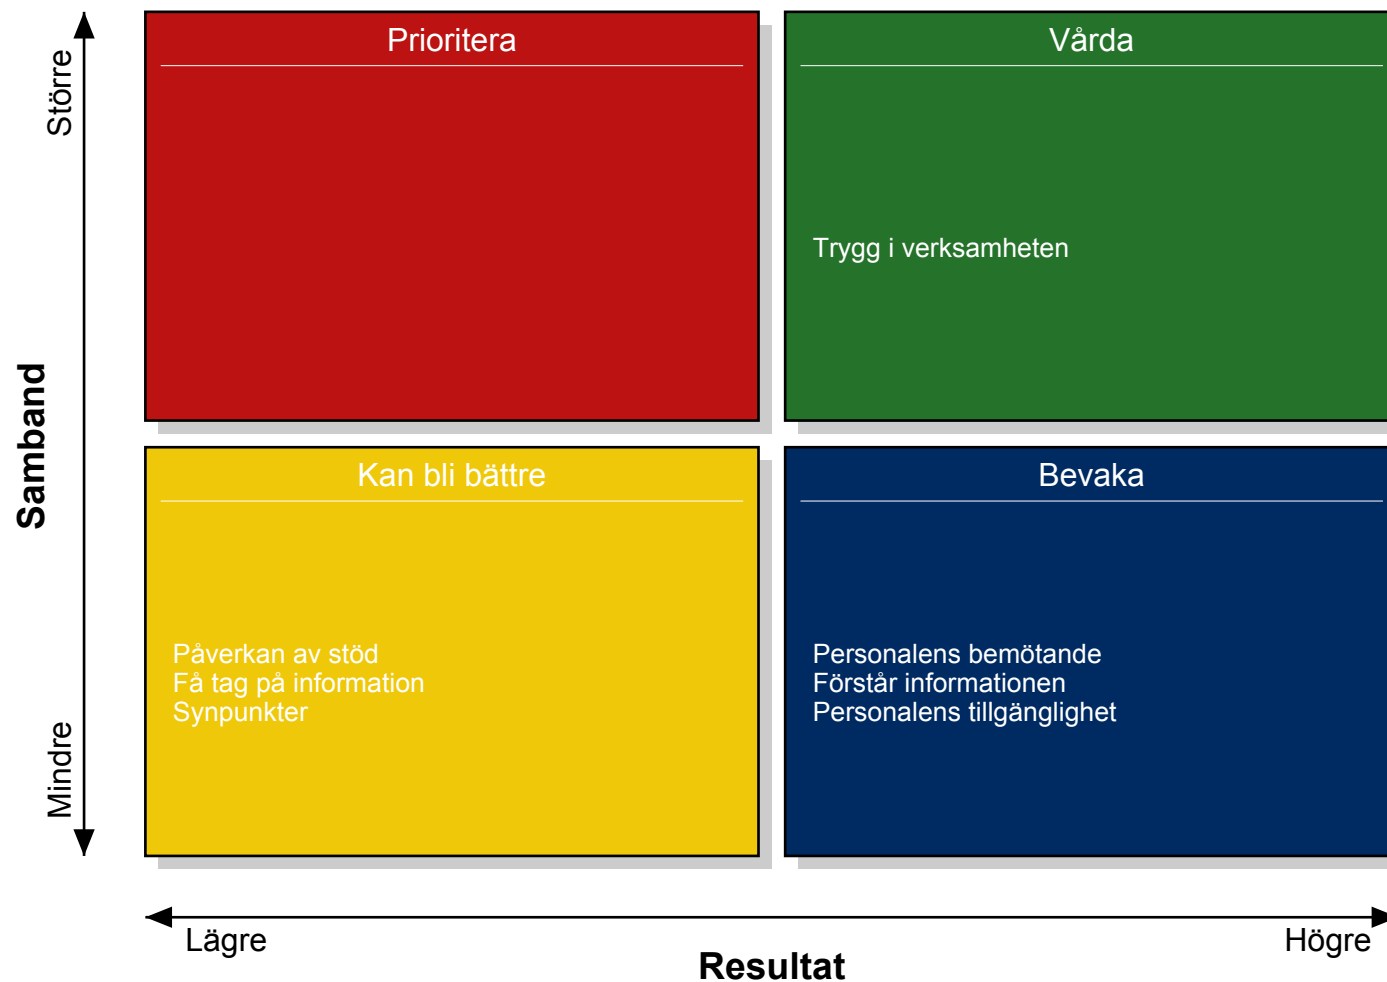 Större
Prioritera
Vårda
Trygg i verksamheten
Samband
Kan bli bättre
Bevaka
Påverkan av stöd
Få tag på information
Synpunkter
Personalens bemötande
Förstår informationen
Personalens tillgänglighet
Mindre
Lägre
Högre
Resultat